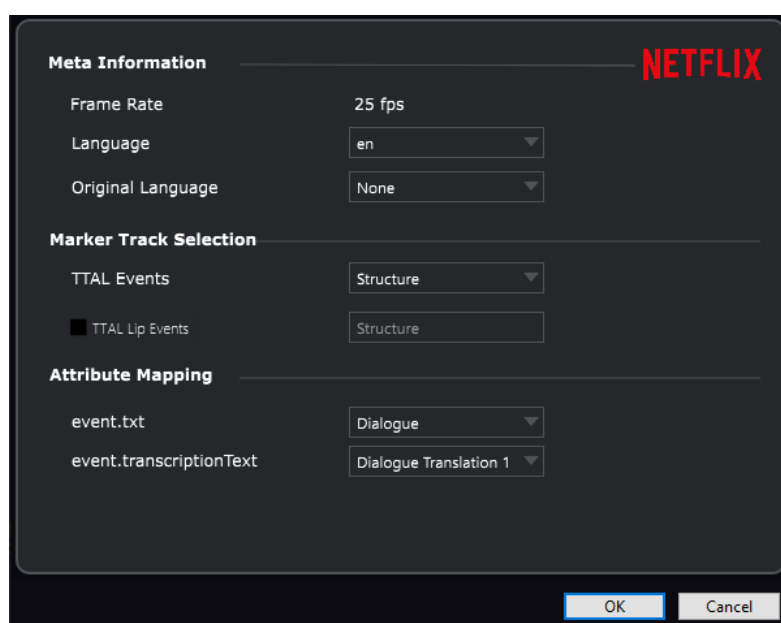 NETFLIX
Meta Information
Frame Rate 25 fps
Language en
Original Language None
Marker Track Selection
TTAL Events Structure
TTAL Lip Events Structure
Attribute Mapping
event.txt Dialogue
event.transcriptionText Dialogue Translation 1
OK Cancel